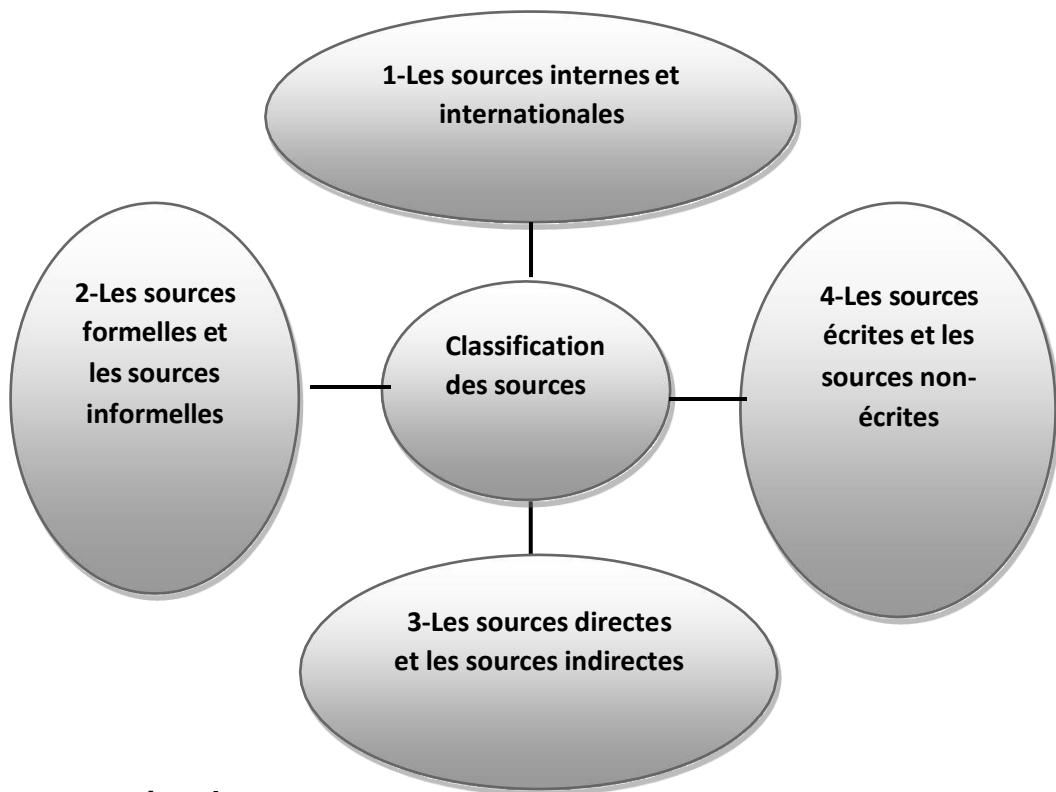 1-Les sources internes et
internationales
2-Les sources
formelles et
les sources
informelles
Classification
des sources
4-Les sources
écrites et les
sources non-
écrites
3-Les sources directes
et les sources indirectes